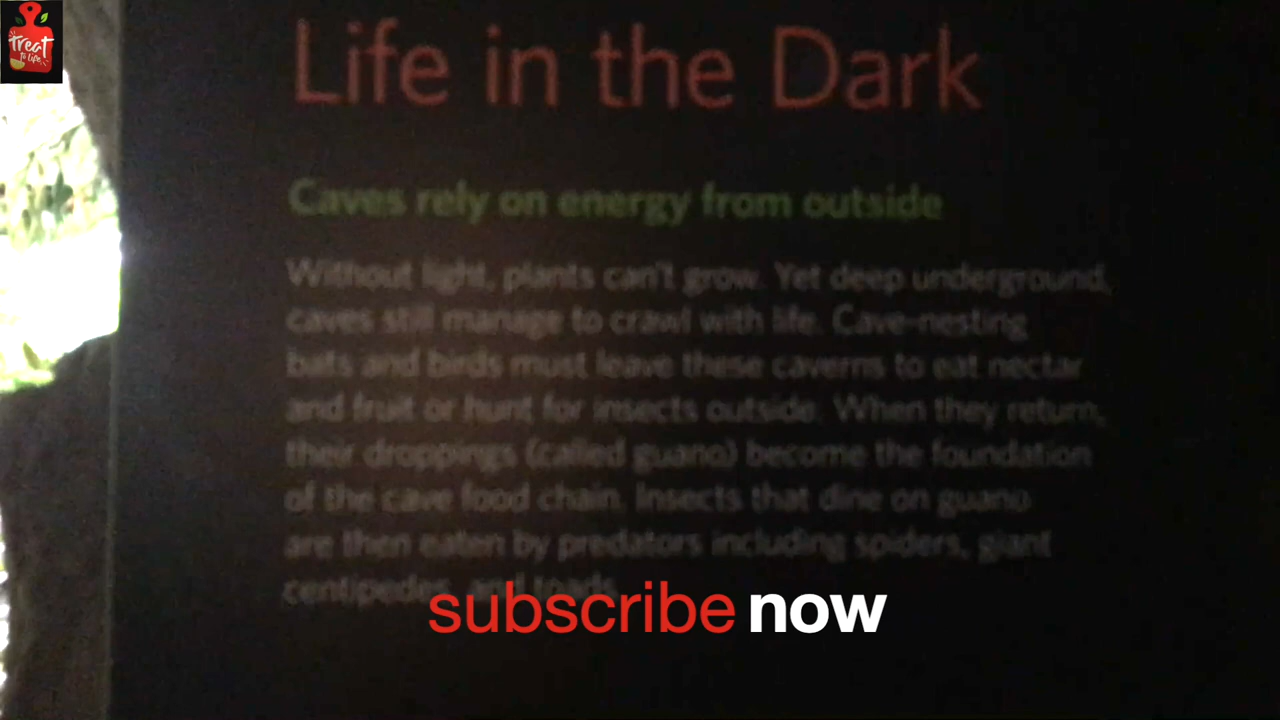 treat
to life
Life in the Dark
Caves rely on energy from outside
Without light, plants can't grow. Yet deep underground,
caves still manage to crawl with life. Cave-nesting
bats and birds must leave these caverns to eat nectar
and fruit or hunt for insects outside. When they return,
their droppings (called guano) become the foundation
of the cave food chain. Insects that dine on guano
are then eaten by predators including spiders, giant
centipedes, and toads.
subscribe now